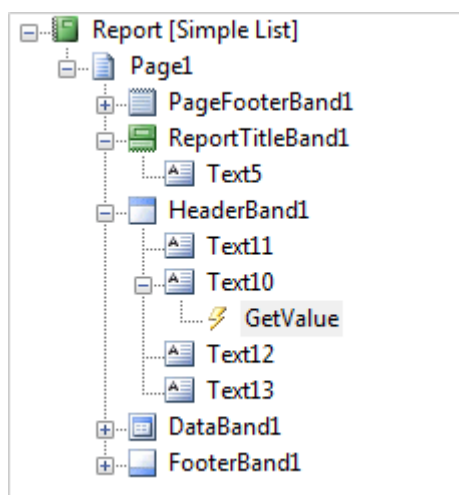 Report [Simple List]
Page1
PageFooterBand1
ReportTitleBand1
Text5
HeaderBand1
Text11
Text10
GetValue
Text12
Text13
DataBand1
FooterBand1